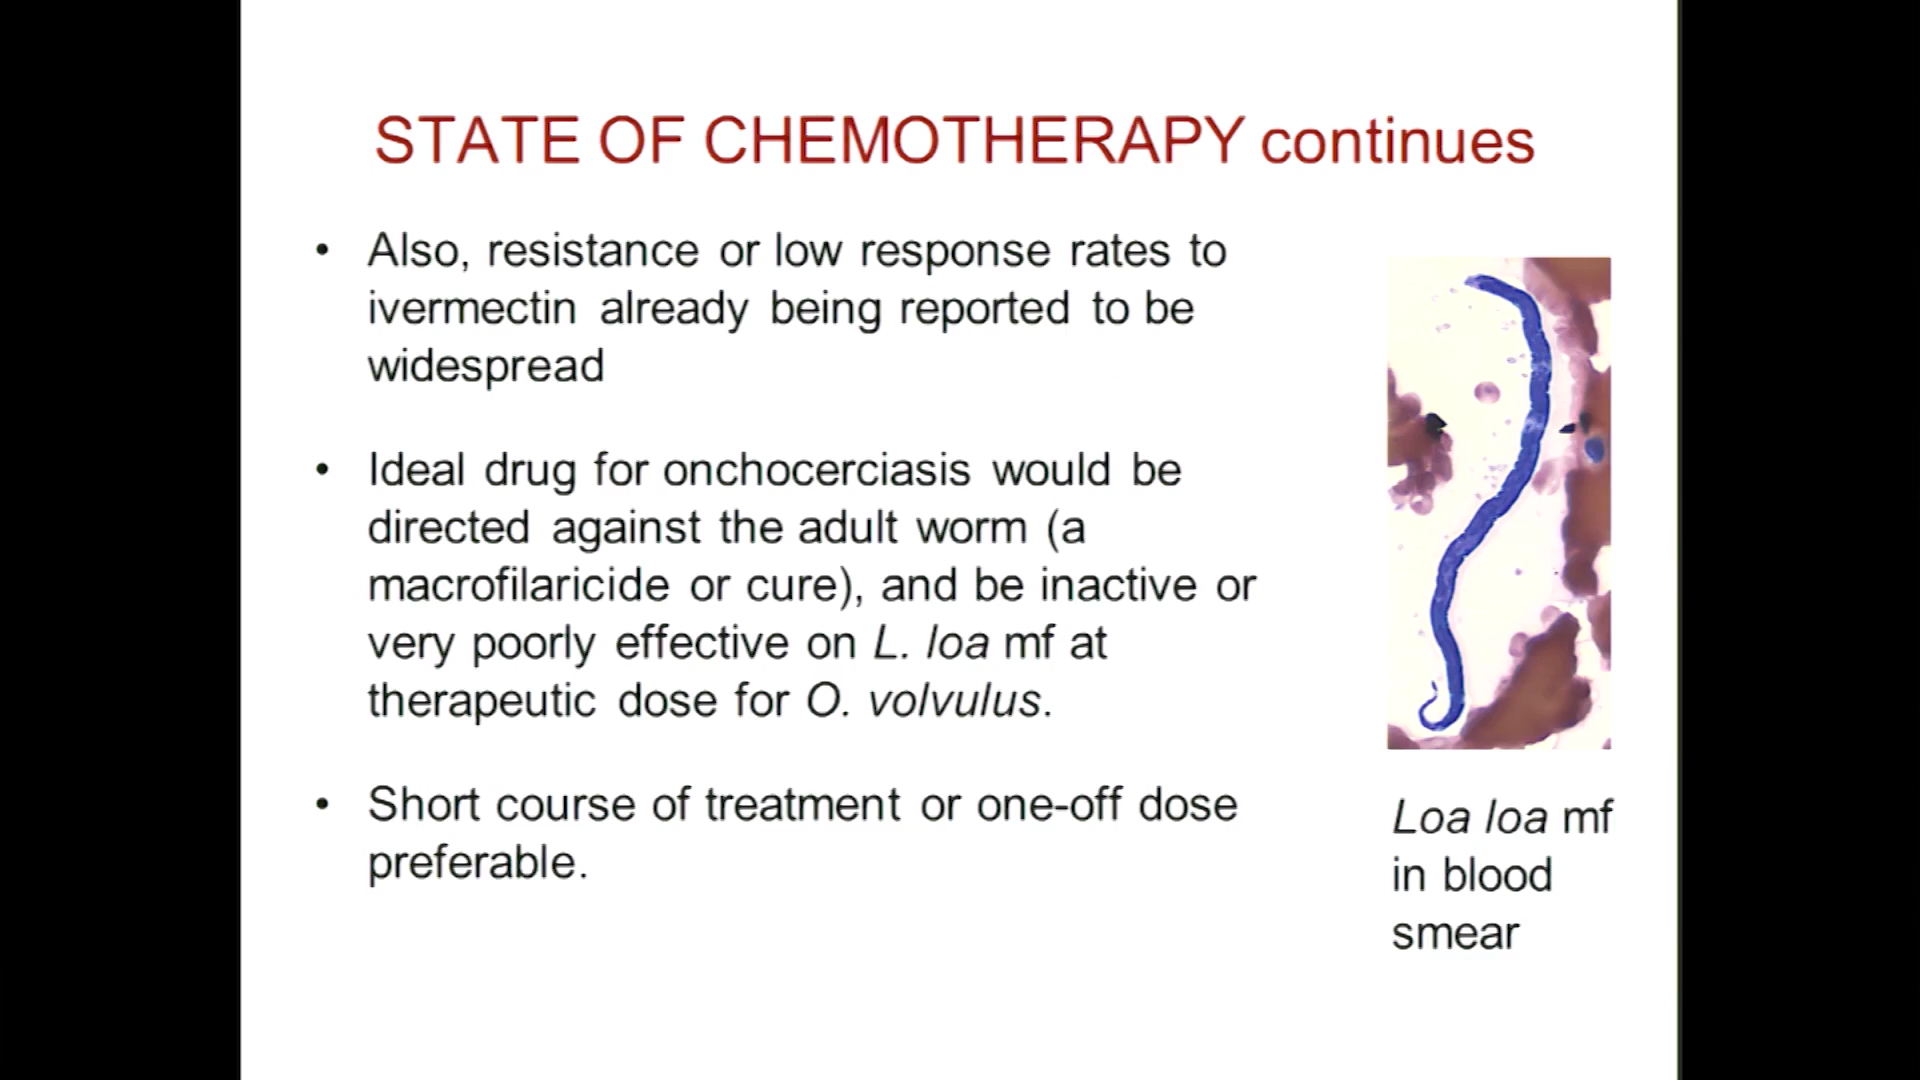 STATE OF CHEMOTHERAPY continues
• Also, resistance or low response rates to
ivermectin already being reported to be
widespread
• Ideal drug for onchocerciasis would be
directed against the adult worm (a
macrofilaricide or cure), and be inactive or
very poorly effective on L. loa mf at
therapeutic dose for O. volvulus.
• Short course of treatment or one-off dose
preferable.
Loa loa mf
in blood
smear